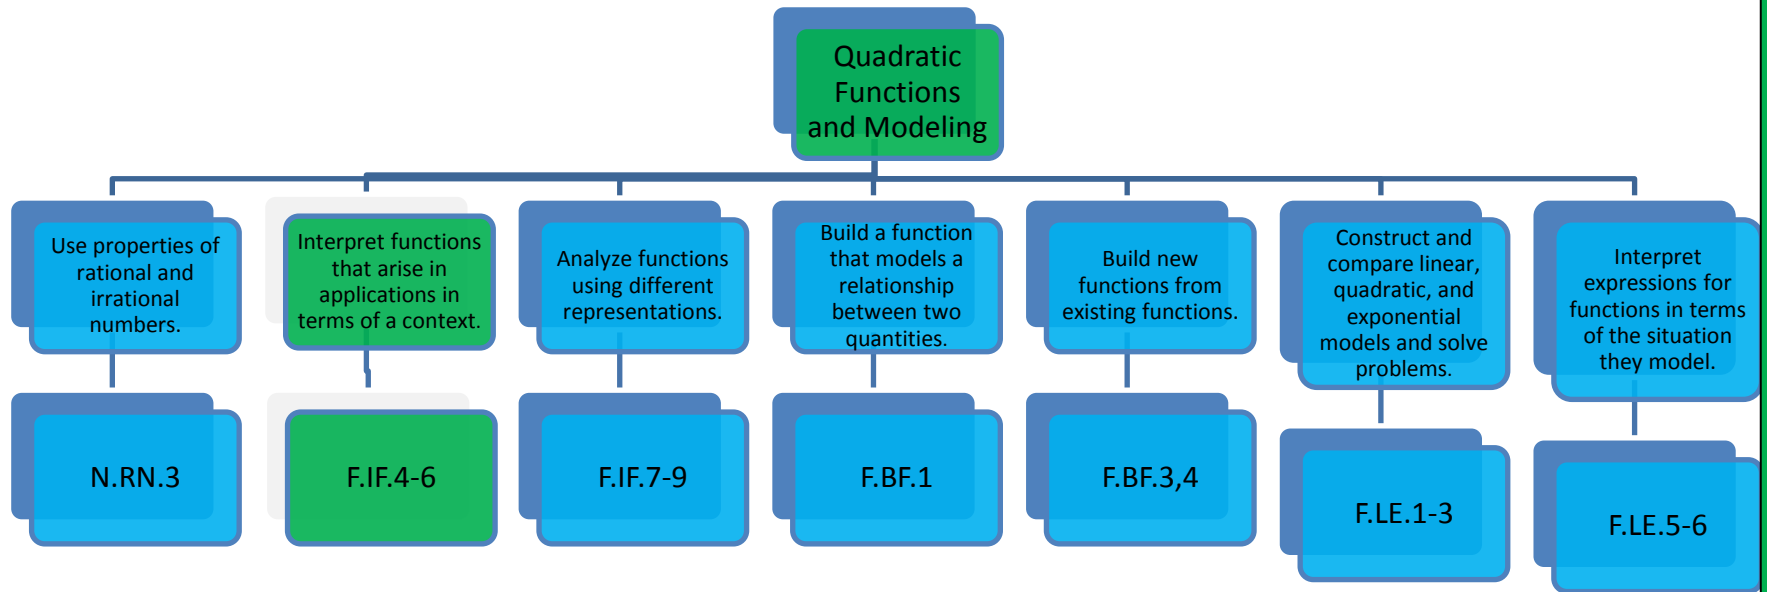 Quadratic
Functions
and Modeling
Use properties of
rational and
irrational
numbers.
Interpret functions
that arise in
applications in
terms of a context.
Analyze functions
using different
representations.
Build a function
that models a
relationship
between two
quantities.
Build new
functions from
existing functions.
Construct and
compare linear,
quadratic, and
exponential
models and solve
problems.
Interpret
expressions for
functions in terms
of the situation
they model.
N.RN.3
F.IF.4-6
F.IF.7-9
F.BF.1
F.BF.3,4
F.LE.1-3
F.LE.5-6